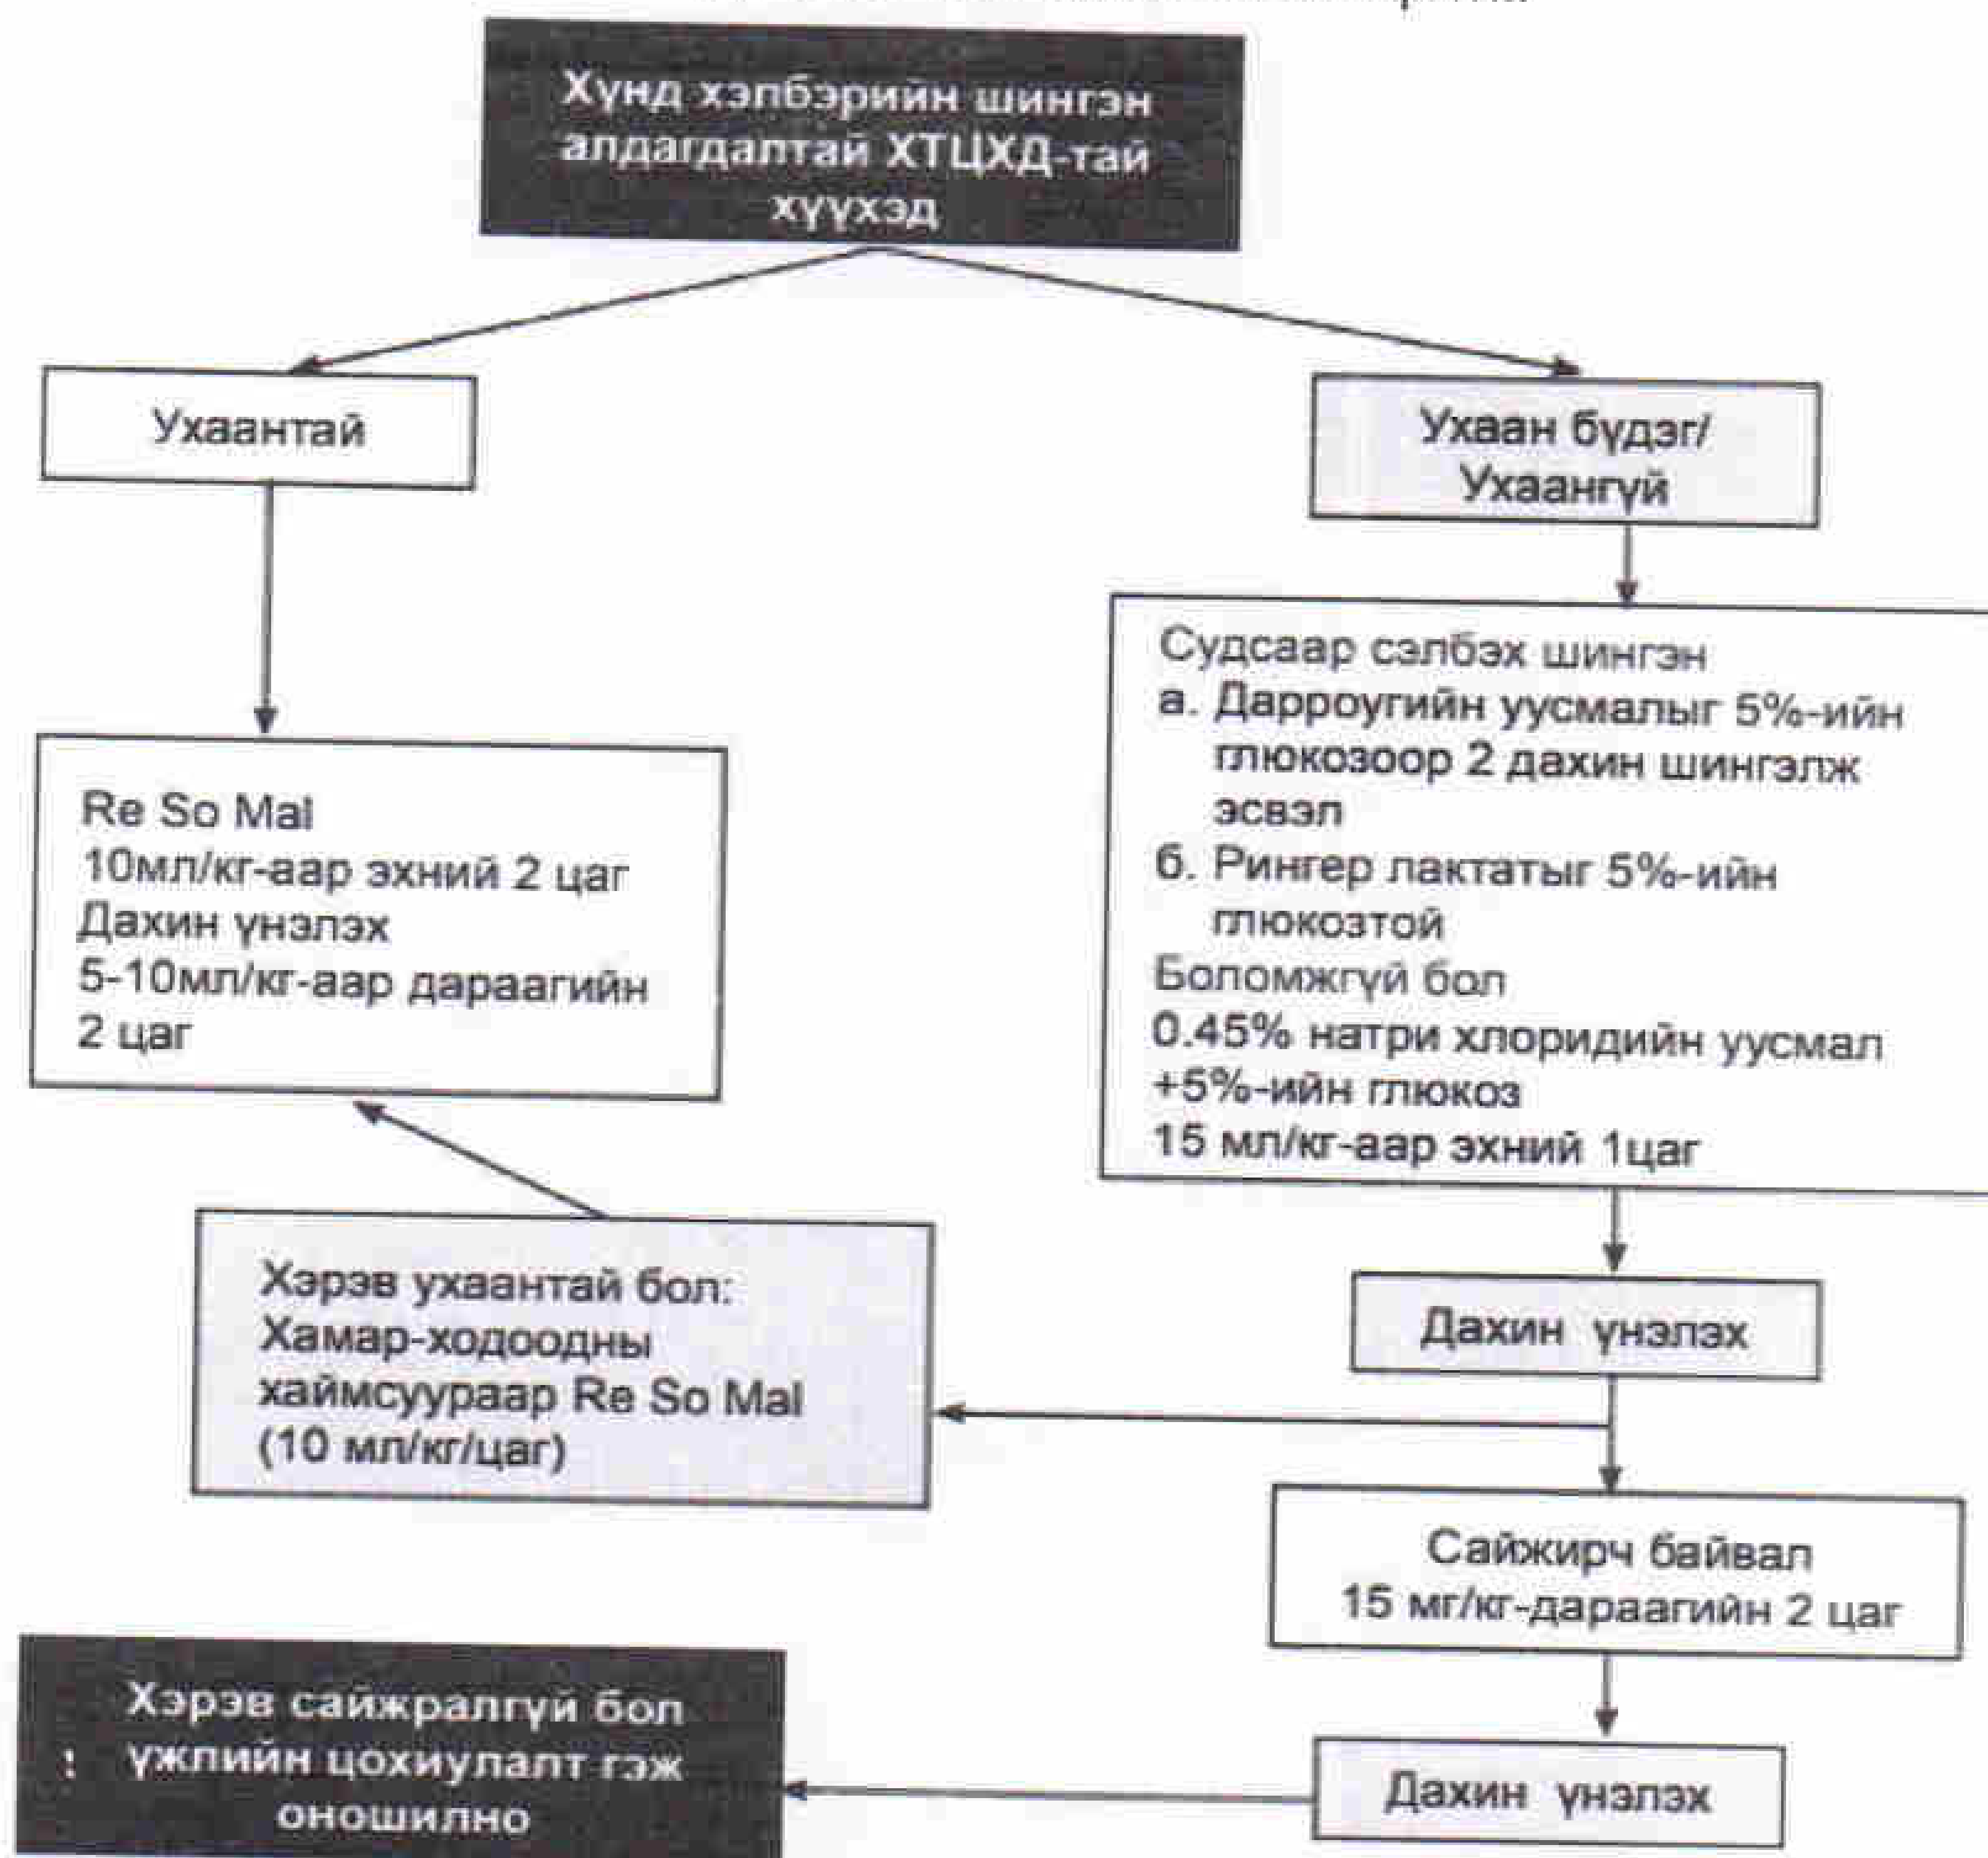 Хүнд хэлбэрийн шингэн
алдагдалтай ХТЦХД-тай
хүүхэд
Ухаантай
Ухаан бүдэг/
Ухаангүй
Re So Mal
10мл/кг-аар эхний 2 цаг
Дахин үнэлэх
5-10мл/кг-аар дараагийн
2 цаг
Судсаар сэлбэх шингэн
а. Дарроугийн уусмалыг 5%-ийн
глюкозоор 2 дахин шингэлж
эсвэл
б. Рингер лактатыг 5%-ийн
глюкозтой
Боломжгүй бол
0.45% натри хлоридийн уусмал
+5%-ийн глюкоз
15 мл/кг-аар эхний 1цаг
Хэрэв ухаантай бол:
Хамар-ходоодны
хаймсуураар Re So Mal
(10 мл/кг/цаг)
Дахин үнэлэх
Сайжирч байвал
15 мг/кг-дараагийн 2 цаг
Дахин үнэлэх
Хэрэв сайжралгүй бол
үжлийн цохиулалт гэж
оношилно